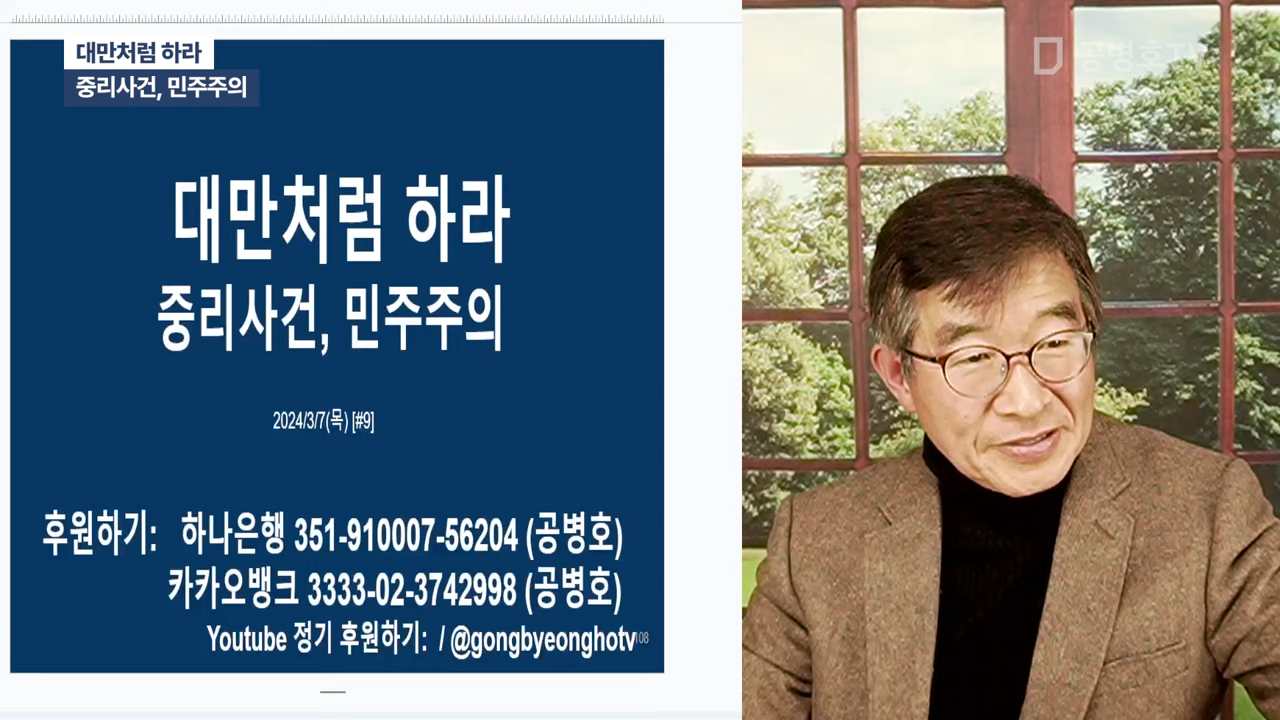 대만처럼 하라
중리사건, 민주주의
공병호TV
대만처럼 하라
중리사건, 민주주의
2024/3/7(목) [#9]
후원하기: 하나은행 351-910007-56204 (공병호)
카카오뱅크 3333-02-3742998 (공병호)
Youtube 정기 후원하기: / @gongbyeonghotv
108